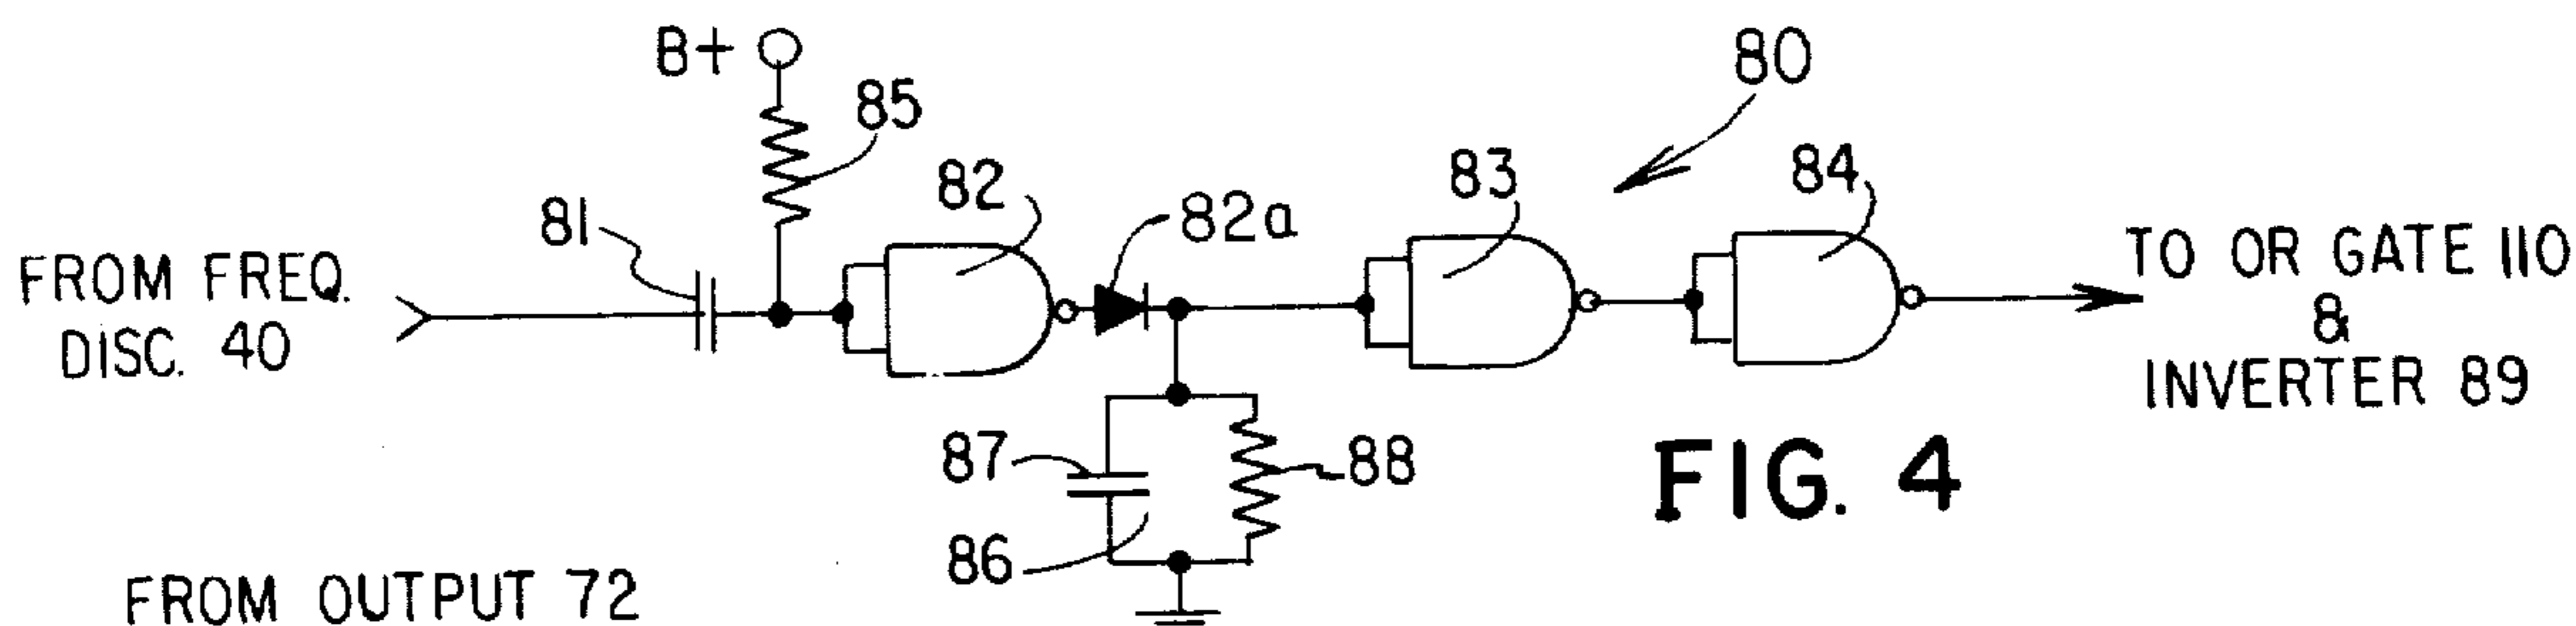 B+
80
85
82
83
84
81
82a
FROM FREQ.
DISC. 40
TO OR GATE 110
&
INVERTER 89
87
88
86
FIG. 4
FROM OUTPUT 72